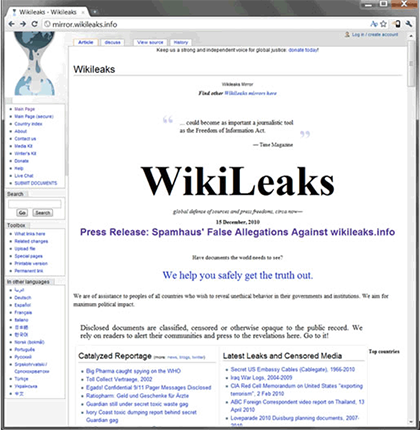 Wikileaks - Wikileaks
mirror.wikileaks.info
Log in / create account
Article discuss View source History
Keep us a strong and independent voice for global justice: donate today!
Wikileaks
Wikileaks Mirror
Find other WikiLeaks mirrors here
... could become as important a journalistic tool
as the Freedom of Information Act.
— Time Magazine
WikiLeaks
global defense of sources and press freedoms, circa now—
15 December, 2010
Press Release: Spamhaus' False Allegations Against wikileaks.info
Have documents the world needs to see?
We help you safely get the truth out.
We are of assistance to peoples of all countries who wish to reveal unethical behavior in their governments and institutions. We aim for
maximum political impact.
Disclosed documents are classified, censored or otherwise opaque to the public record. We
rely on readers to alert their communities and press to the revelations here. Go to it!
Catalyzed Reportage (more, news, blogs, twitter)
Big Pharma caught spying on the WHO
Toll Collect Vertraege, 2002
Egads! Confidential 9/11 Pager Messages Disclosed
Ratiopharm: Geld und Geschenke für Ärzte
Guardian still under secret toxic waste gag
Ivory Coast toxic dumping report behind secret
Guardian gag
Latest Leaks and Censored Media
Secret US Embassy Cables (Cablegate), 1966-2010
Iraq War Logs, 2004-2009
CIA Red Cell Memorandum on United States "exporting
terrorism", 2 Feb 2010
ABC Foreign Correspondent video report on Thailand, 13
April 2010
Loveparade 2010 Duisburg planning documents, 2007-
Top countries
Main Page
Main Page (secure)
Country index
About
Contact us
Media Kit
Writer's Kit
Donate
Help
Live Chat
SUBMIT DOCUMENTS
Search
Go Search
Toolbox
What links here
Related changes
Upload file
Special pages
Printable version
Permanent link
In other languages
العربية
Deutsch
Español
Français
Italiano
日本語
한국어
Norsk (bokmål)
Português
Русский
Srpskohrvatski /
Српскохрватски
Türkçe
Українська
中文